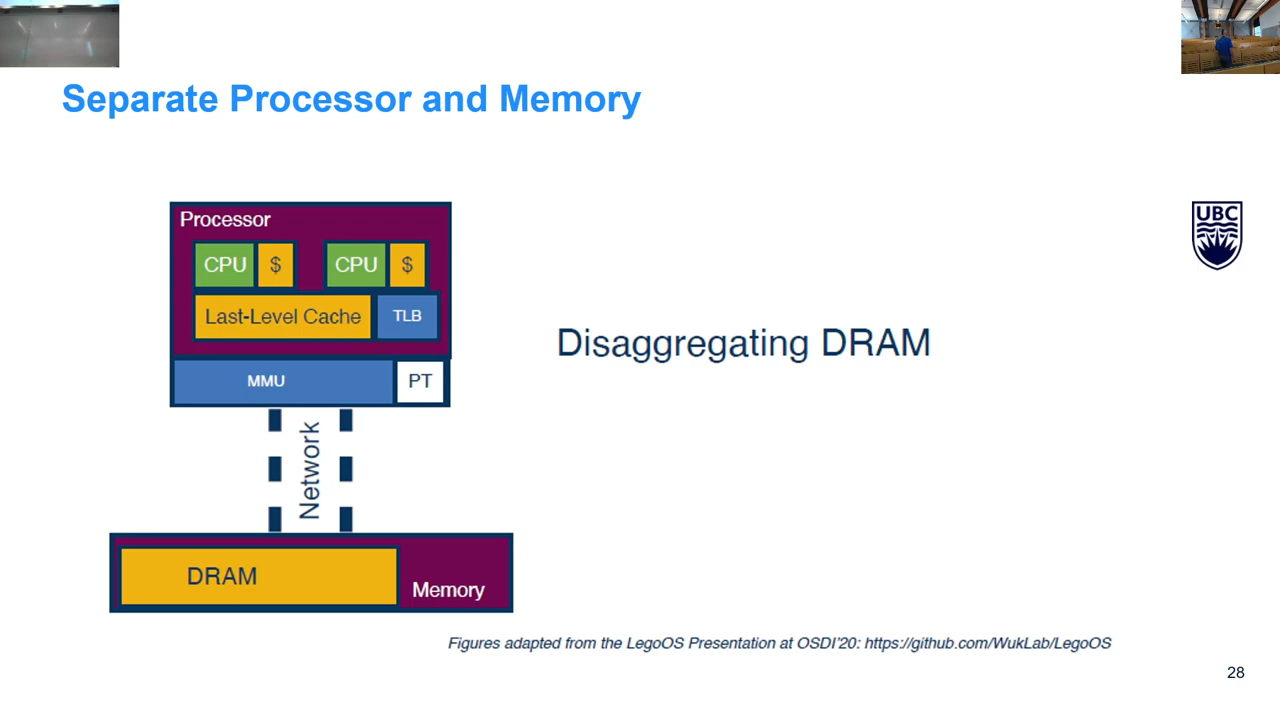 Separate Processor and Memory
UBC
Processor
CPU $ CPU $
Last-Level Cache TLB
MMU PT
Disaggregating DRAM
Network
DRAM
Memory
Figures adapted from the LegoOS Presentation at OSDI'20: https://github.com/WukLab/LegoOS
28